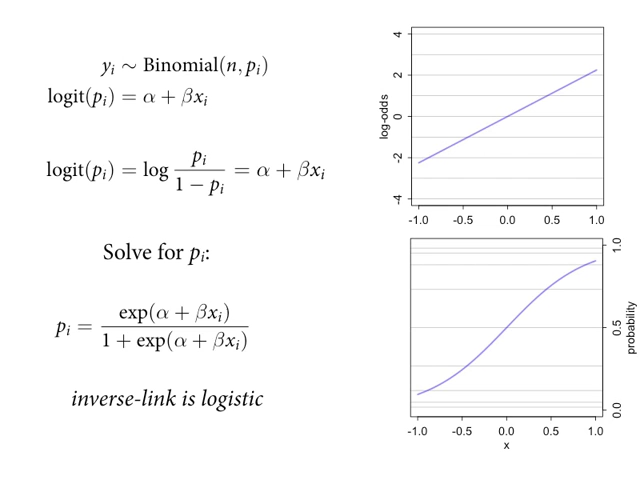 yᵢ ∼ Binomial(n, pᵢ)
logit(pᵢ) = α + βxᵢ
logit(pᵢ) = log pᵢ / 1 − pᵢ = α + βxᵢ
Solve for pᵢ:
pᵢ = exp(α + βxᵢ) / 1 + exp(α + βxᵢ)
inverse-link is logistic
4
2
0
-2
-4
log-odds
-1.0 -0.5 0.0 0.5 1.0
1.0
0.5
0.0
probability
-1.0 -0.5 0.0 0.5 1.0
x